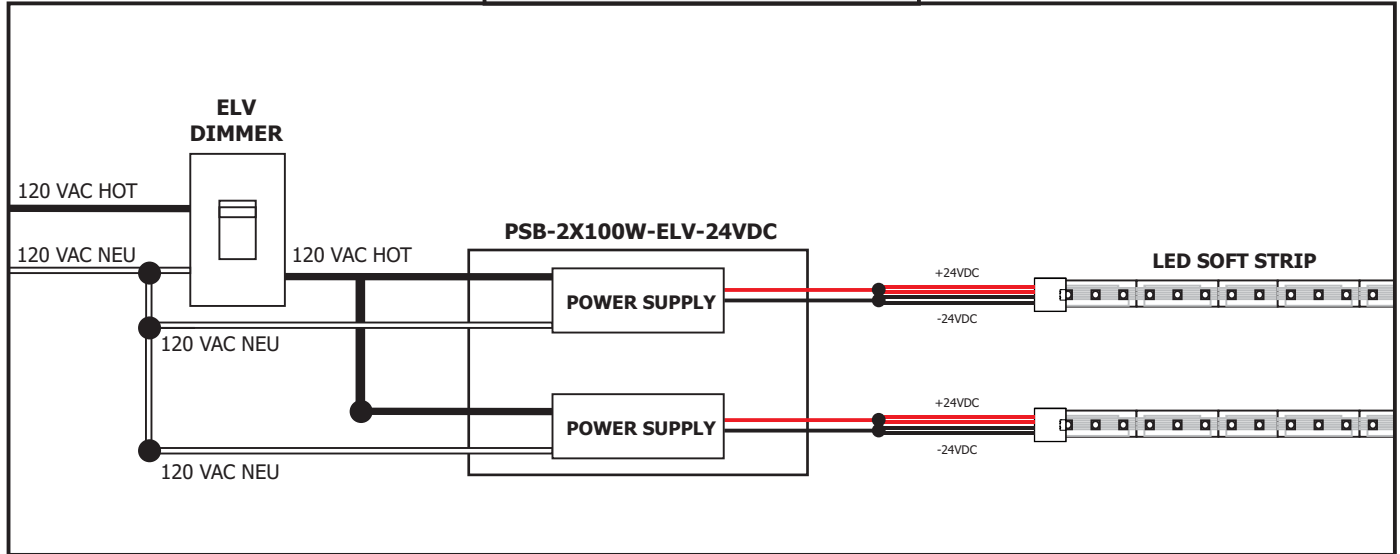 ELV
DIMMER
120 VAC HOT
120 VAC NEU
120 VAC HOT
PSB-2X100W-ELV-24VDC
LED SOFT STRIP
POWER SUPPLY
+24VDC
-24VDC
120 VAC NEU
POWER SUPPLY
+24VDC
-24VDC
120 VAC NEU